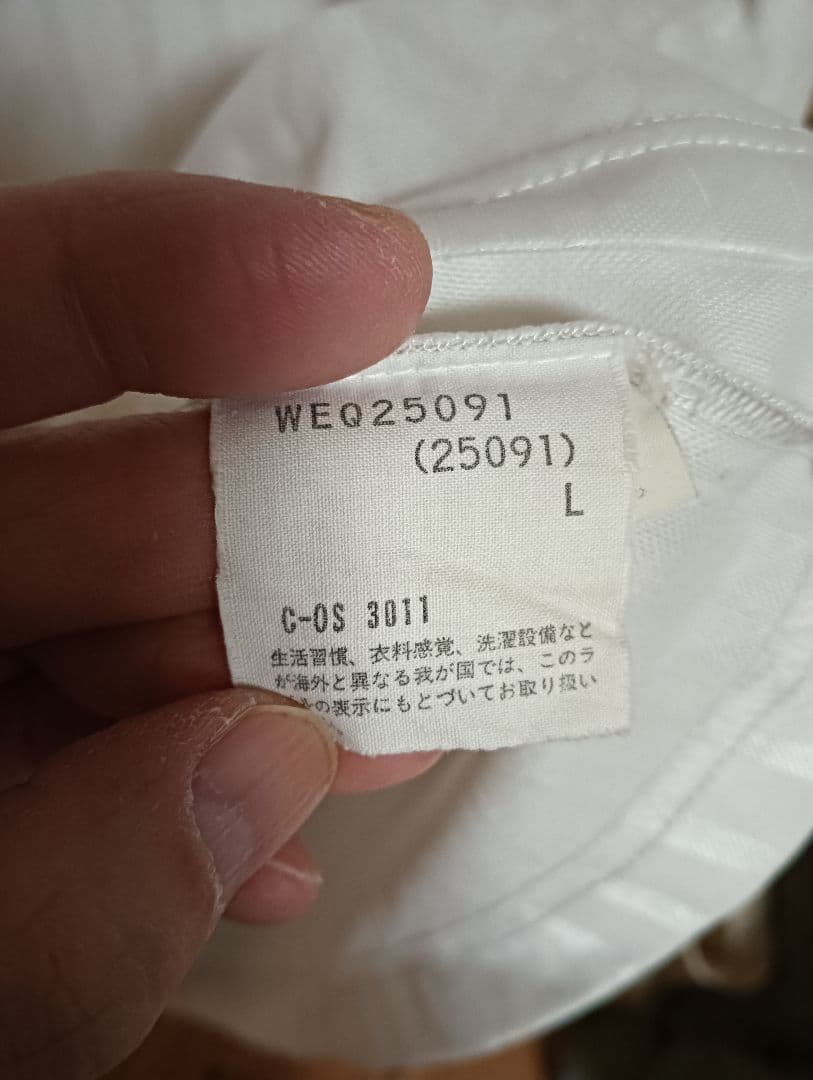 WEQ25091
(25091)
L
C-OS 3011
生活習慣、衣料感覚、洗濯設備など
が海外と異なる我が国では、このラ
の表示にもとづいてお取り扱い